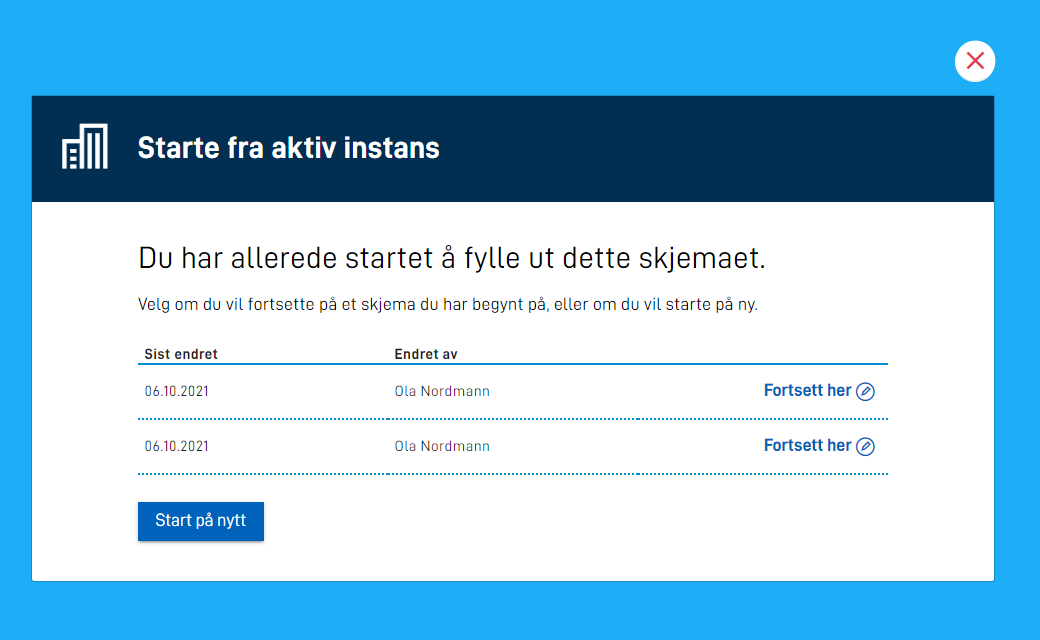 Starte fra aktiv instans
Du har allerede startet å fylle ut dette skjemaet.
Velg om du vil fortsette på et skjema du har begynt på, eller om du vil starte på ny.
Sist endret Endret av
06.10.2021 Ola Nordmann Fortsett her
06.10.2021 Ola Nordmann Fortsett her
Start på nytt